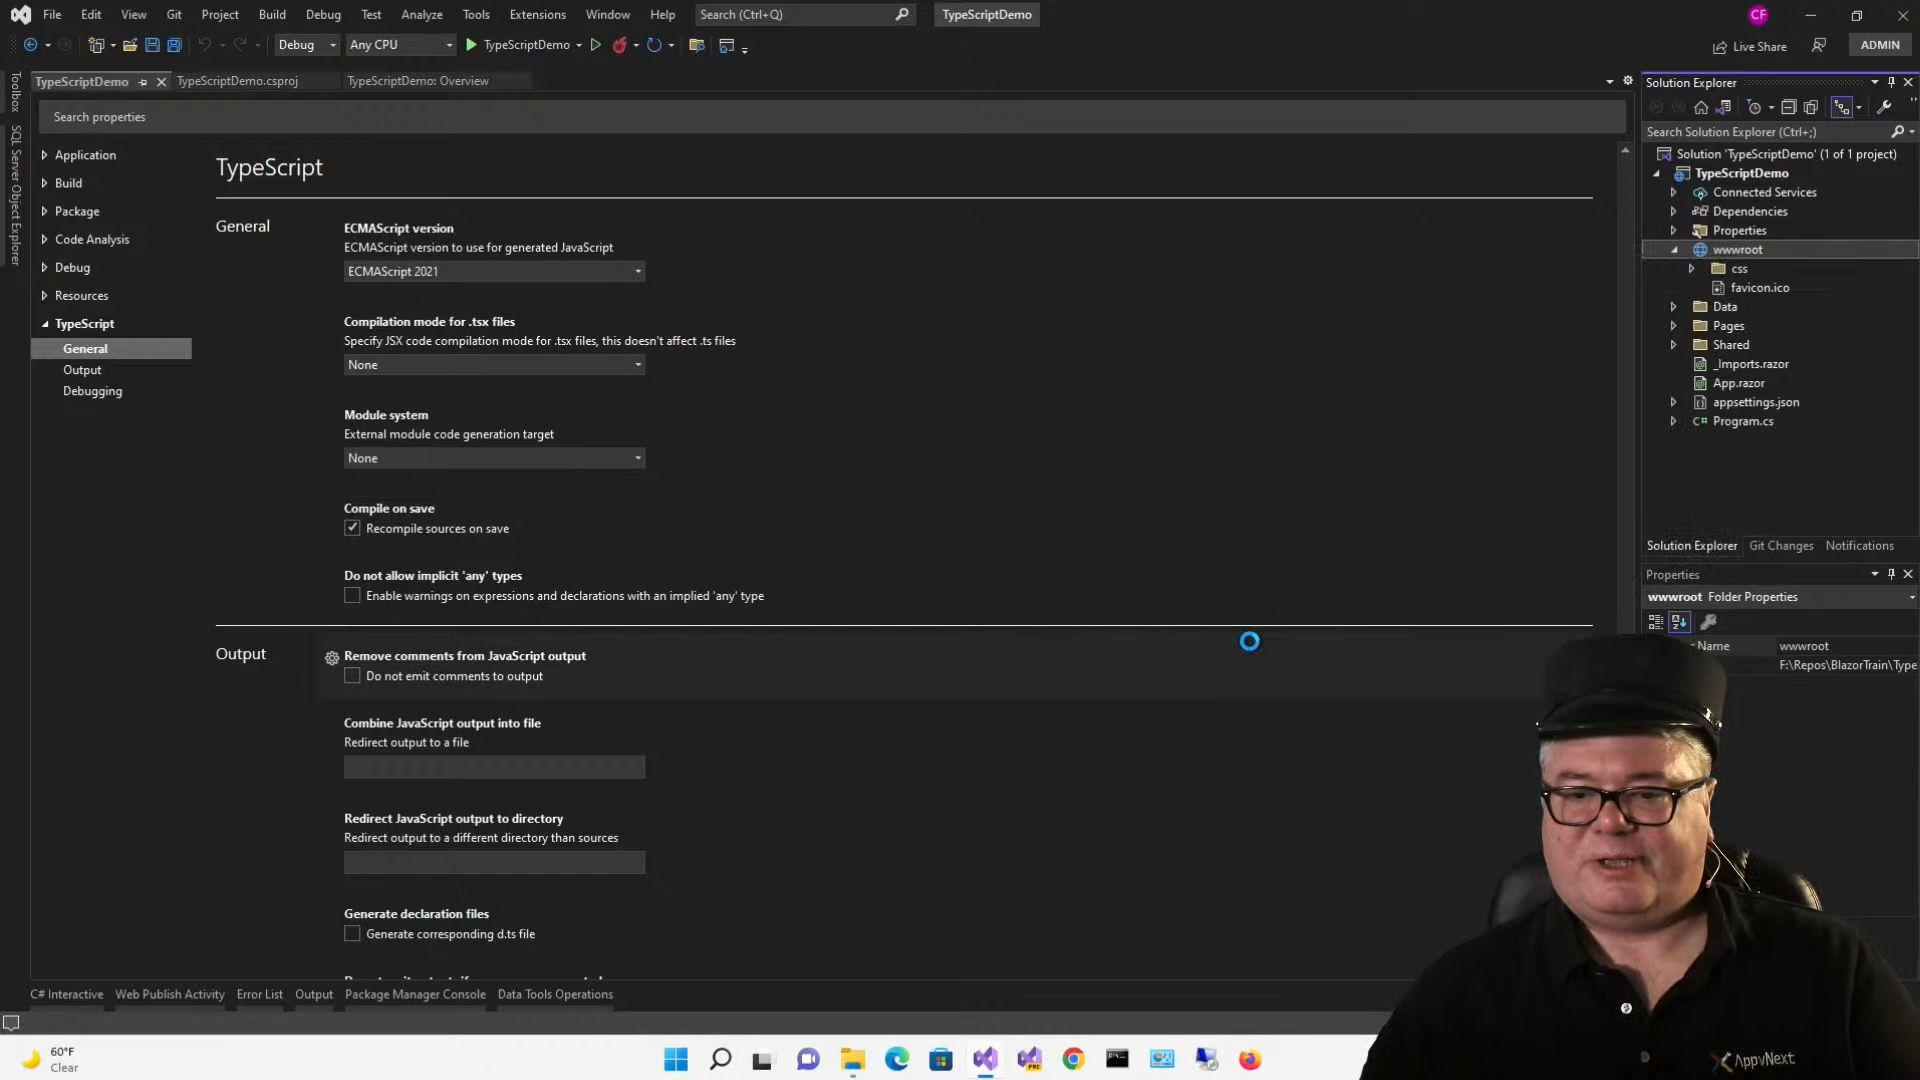 File Edit View Git Project Build Debug Test Analyze Tools Extensions Window Help Search (Ctrl+Q) TypeScriptDemo CF
Debug Any CPU TypeScriptDemo Live Share ADMIN
Toolbox
SQL Server Object Explorer
TypeScriptDemo TypeScriptDemo.csproj TypeScriptDemo: Overview
Search properties
Application
Build
Package
Code Analysis
Debug
Resources
TypeScript
General
Output
Debugging
TypeScript
General
ECMAScript version
ECMAScript version to use for generated JavaScript
ECMAScript 2021
Compilation mode for .tsx files
Specify JSX code compilation mode for .tsx files, this doesn't affect .ts files
None
Module system
External module code generation target
None
Compile on save
Recompile sources on save
Do not allow implicit 'any' types
Enable warnings on expressions and declarations with an implied 'any' type
Output
Remove comments from JavaScript output
Do not emit comments to output
Combine JavaScript output into file
Redirect output to a file
Redirect JavaScript output to directory
Redirect output to a different directory than sources
Generate declaration files
Generate corresponding d.ts file
Solution Explorer
Search Solution Explorer (Ctrl+;)
Solution 'TypeScriptDemo' (1 of 1 project)
TypeScriptDemo
Connected Services
Dependencies
Properties
wwwroot
css
favicon.ico
Data
Pages
Shared
_Imports.razor
App.razor
appsettings.json
C# Program.cs
Solution Explorer Git Changes Notifications
Properties
wwwroot Folder Properties
Name wwwroot
F:\Repos\BlazorTrain\Type
C# Interactive Web Publish Activity Error List Output Package Manager Console Data Tools Operations
60°F
Clear
PRE
AppvNext